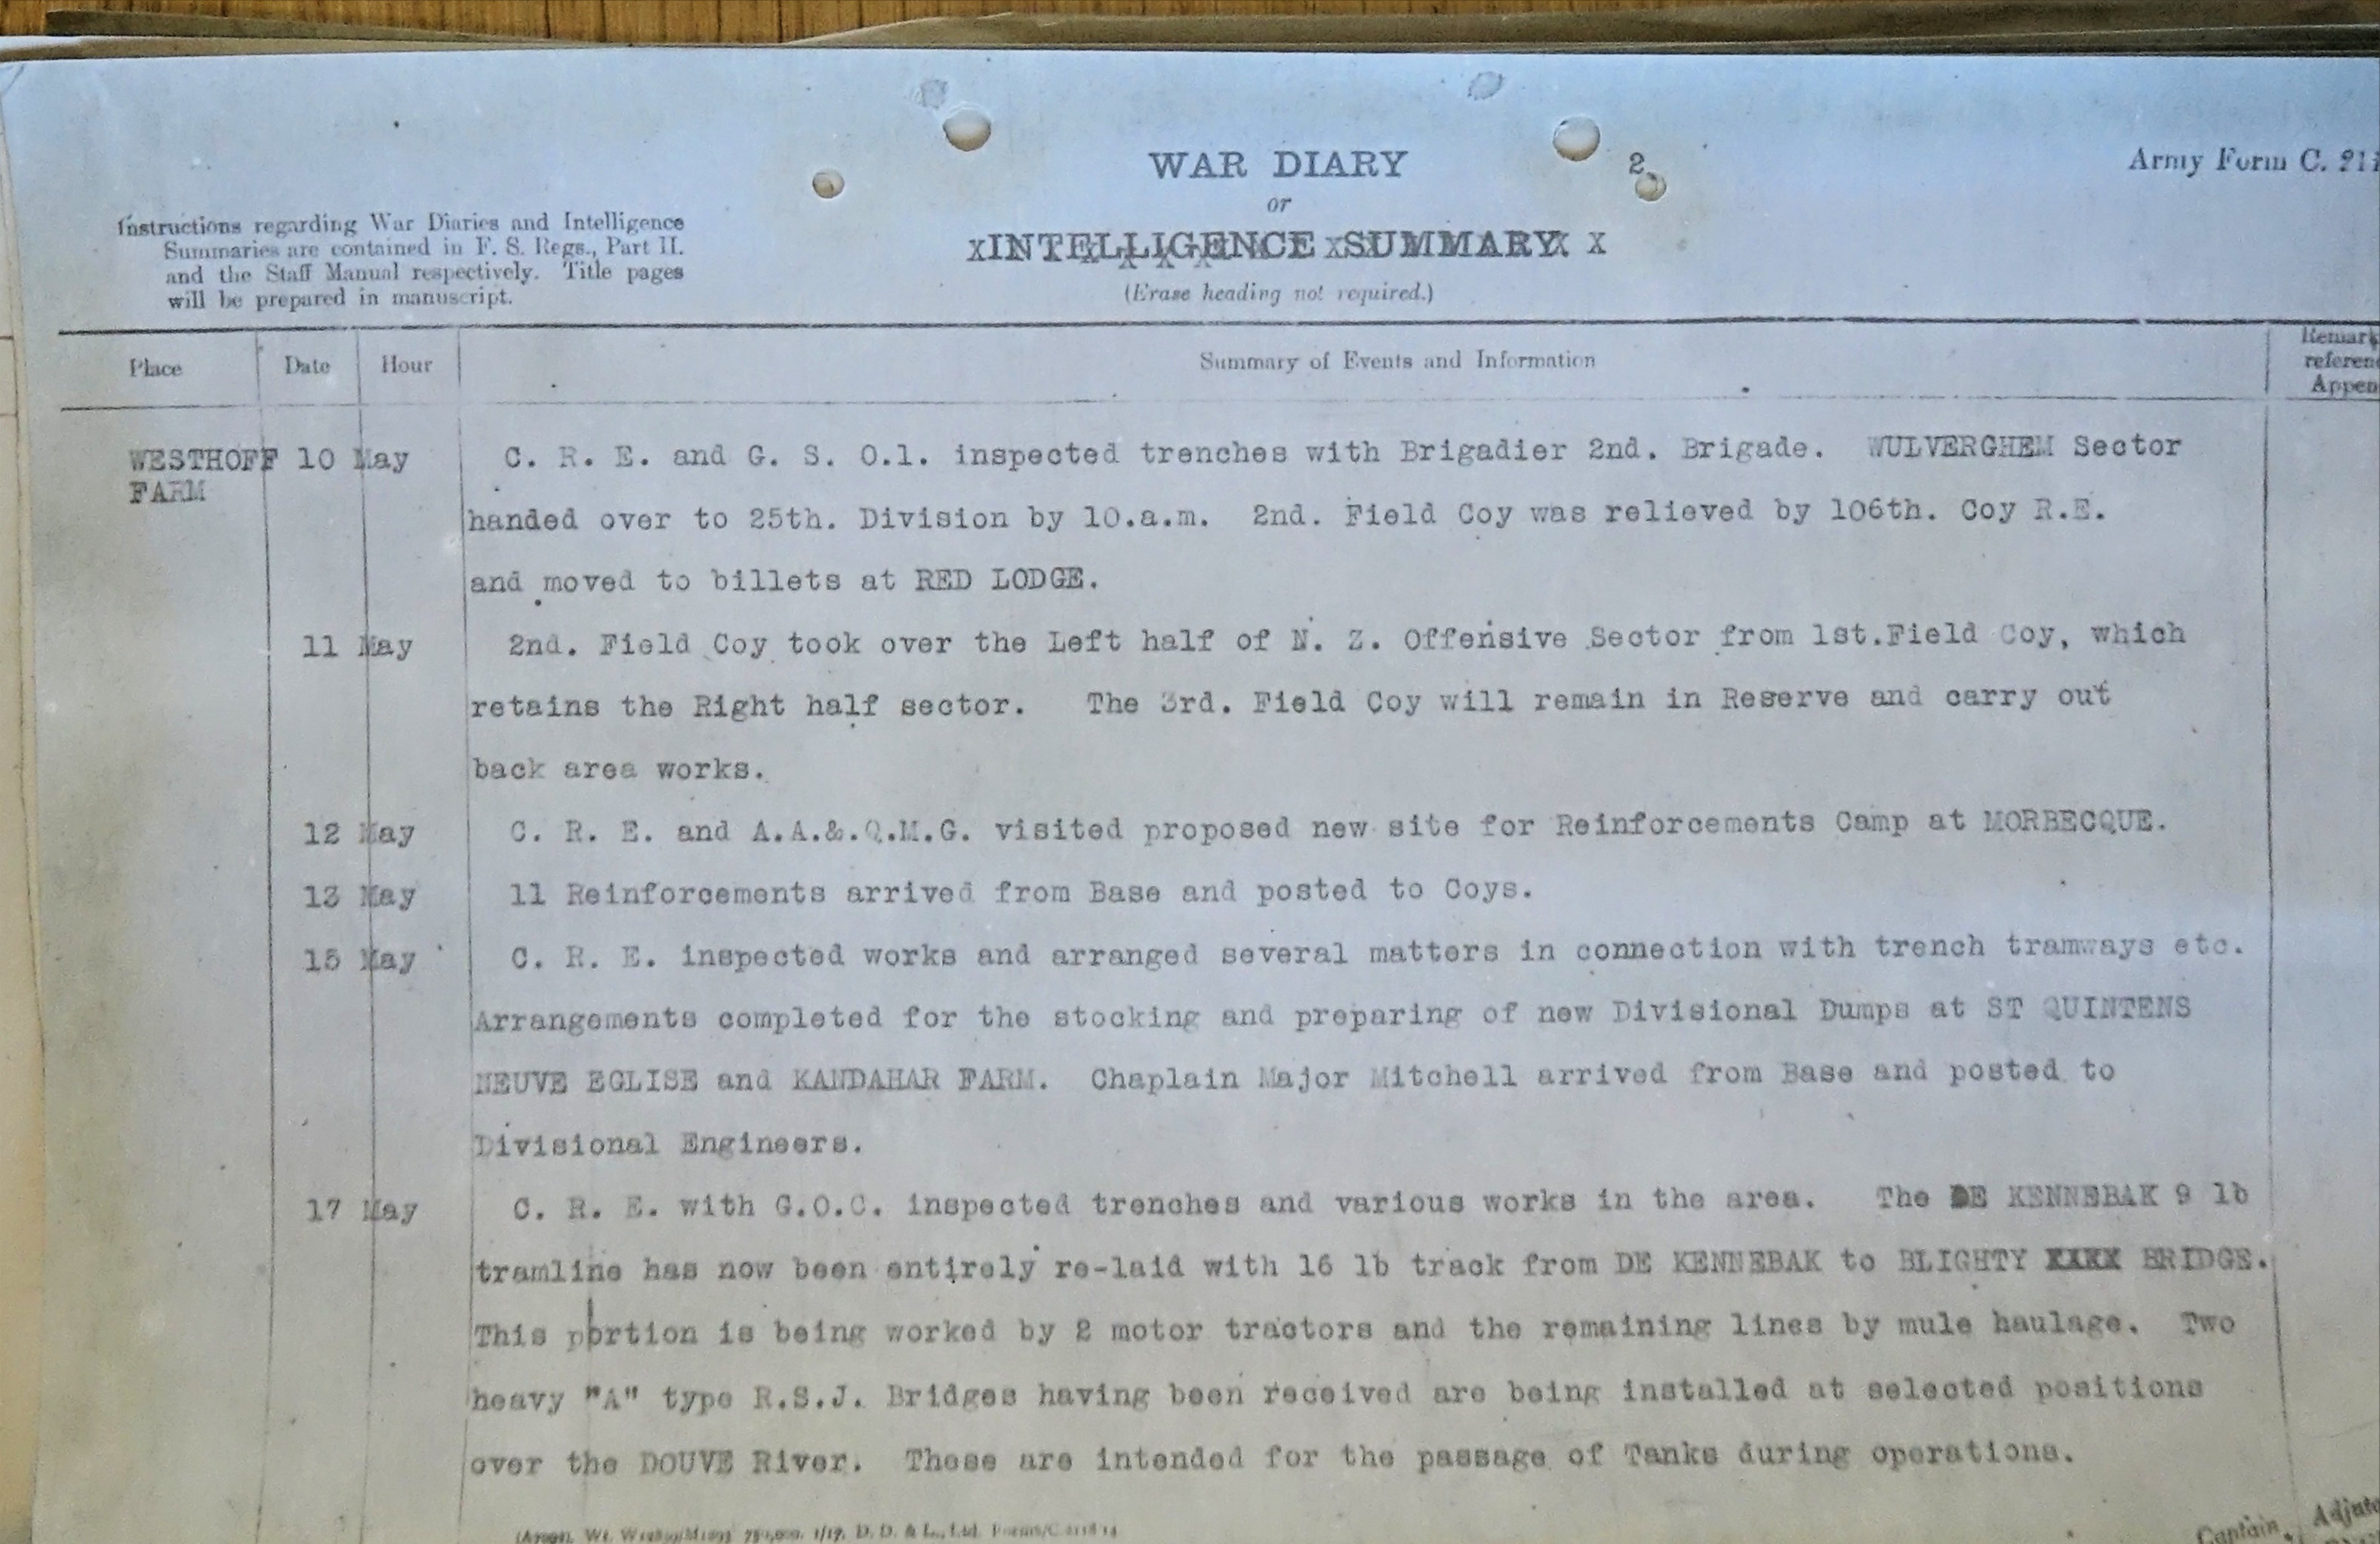 WAR DIARY
2.
Army Form C. 211
or
Instructions regarding War Diaries and Intelligence
Summaries are contained in F. S. Regs., Part II.
and the Staff Manual respectively. Title pages
will be prepared in manuscript.
INTELLIGENCE SUMMARY
(Erase heading not required.)
Place Date Hour Summary of Events and Information Remark
referen
Appen
WESTHOFF 10 May C. R. E. and G. S. O.1. inspected trenches with Brigadier 2nd. Brigade. WULVERGHEM Sector
FARM
handed over to 25th. Division by 10.a.m. 2nd. Field Coy was relieved by 106th. Coy R.E.
and moved to billets at RED LODGE.
11 May 2nd. Field Coy took over the Left half of N. Z. Offensive Sector from 1st.Field Coy, which
retains the Right half sector. The 3rd. Field Coy will remain in Reserve and carry out
back area works.
12 May C. R. E. and A.A.&.Q.M.G. visited proposed new site for Reinforcements Camp at MORBECQUE.
13 May 11 Reinforcements arrived from Base and posted to Coys.
15 May C. R. E. inspected works and arranged several matters in connection with trench tramways etc.
Arrangements completed for the stocking and preparing of new Divisional Dumps at ST QUINTENS
NEUVE EGLISE and KANDAHAR FARM. Chaplain Major Mitchell arrived from Base and posted to
Divisional Engineers.
17 May C. R. E. with G.O.C. inspected trenches and various works in the area. The DE KENNEBAK 9 lb
tramline has now been entirely re-laid with 16 lb track from DE KENNEBAK to BLIGHTY XXXX BRIDGE.
This portion is being worked by 2 motor tractors and the remaining lines by mule haulage. Two
heavy "A" type R.S.J. Bridges having been received are being installed at selected positions
over the DOUVE River. These are intended for the passage of Tanks during operations.
1/17. D. D. & L., Ltd.
Captain, Adjuta